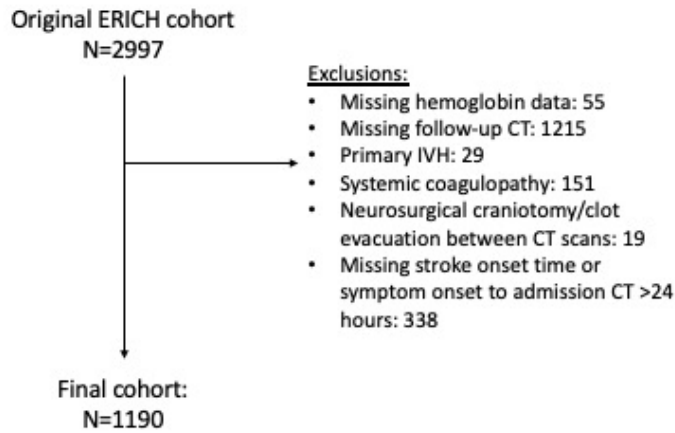 Original ERICH cohort
N=2997
Exclusions:
• Missing hemoglobin data: 55
• Missing follow-up CT: 1215
• Primary IVH: 29
• Systemic coagulopathy: 151
• Neurosurgical craniotomy/clot
evacuation between CT scans: 19
• Missing stroke onset time or
symptom onset to admission CT >24
hours: 338
Final cohort:
N=1190